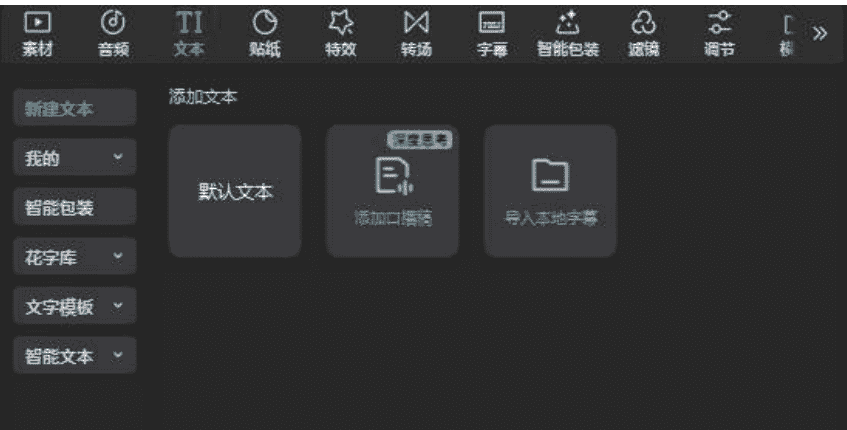 素材 音频 TI 文本 贴纸 特效 转场 字幕 智能包装 滤镜 调节
新建文本
我的
智能包装
花字库
文字模板
智能文本
添加文本
默认文本
深度思考
添加口播稿
导入本地字幕